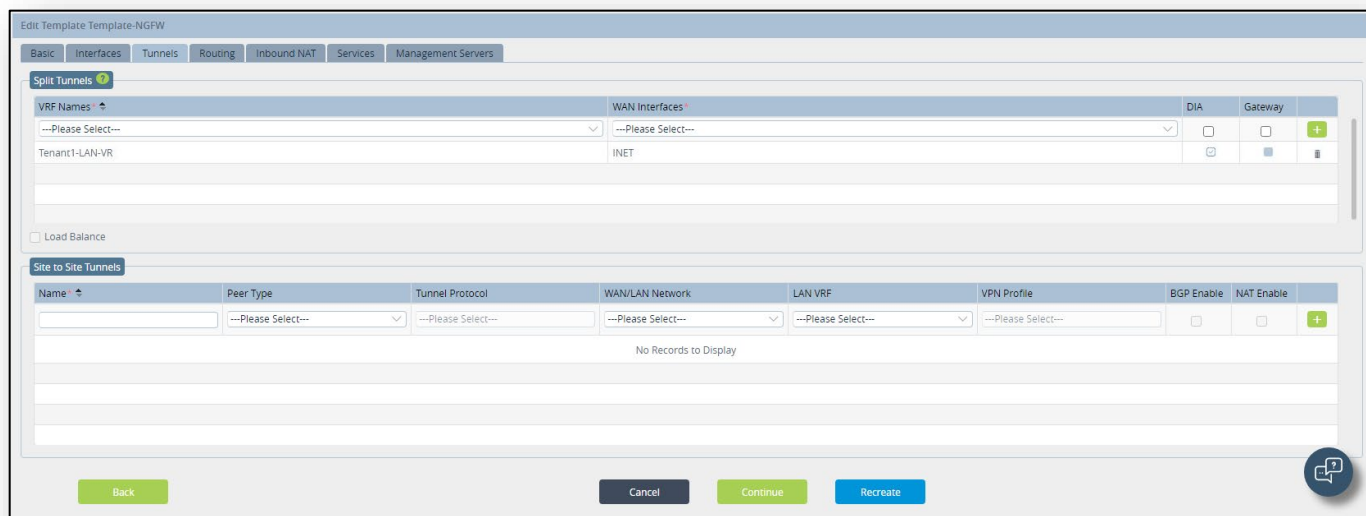 Edit Template Template-NGFW
Basic Interfaces Tunnels Routing Inbound NAT Services Management Servers
Split Tunnels ?
VRF Names* WAN Interfaces* DIA Gateway
---Please Select--- ---Please Select--- +
Tenant1-LAN-VR INET
Load Balance
Site to Site Tunnels
Name* Peer Type Tunnel Protocol WAN/LAN Network LAN VRF VPN Profile BGP Enable NAT Enable
---Please Select--- ---Please Select--- ---Please Select--- ---Please Select--- ---Please Select--- +
No Records to Display
Back Cancel Continue Recreate